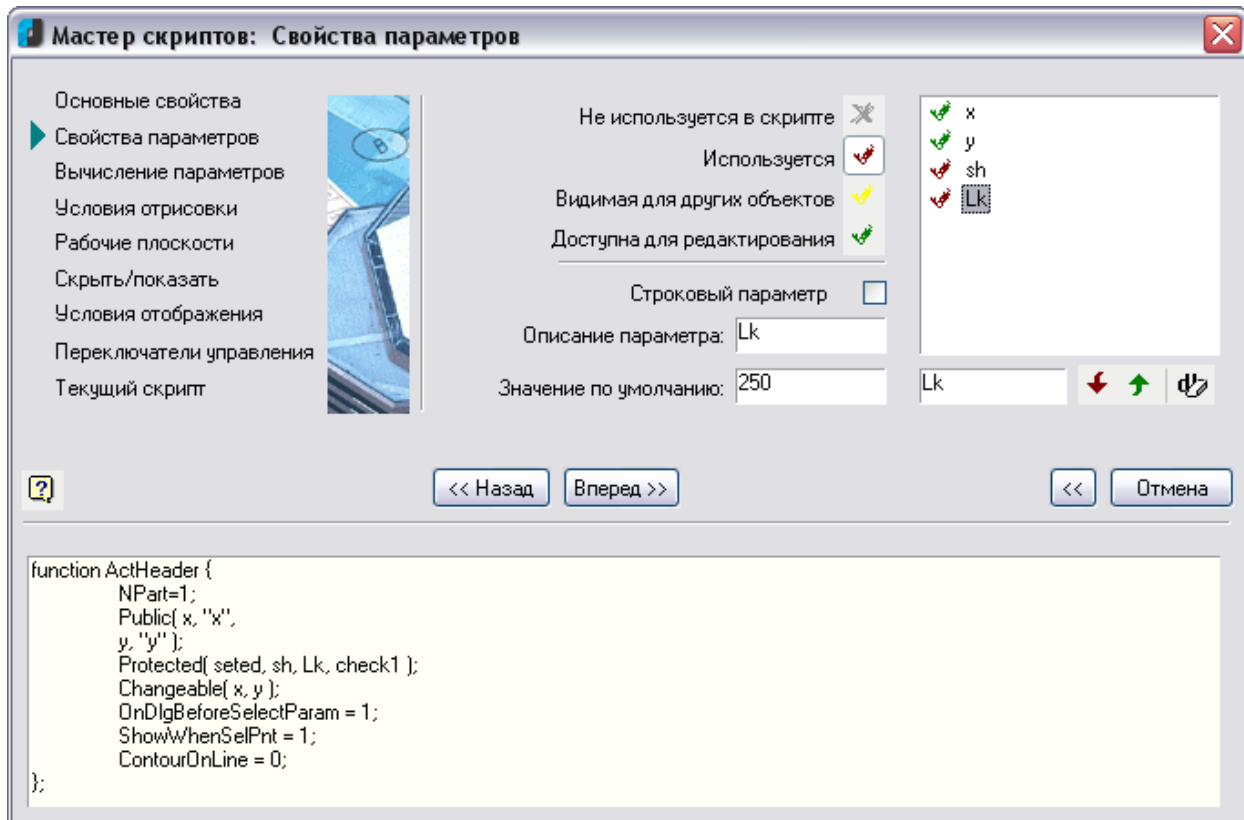 Мастер скриптов: Свойства параметров
Основные свойства
Свойства параметров
Вычисление параметров
Условия отрисовки
Рабочие плоскости
Скрыть/показать
Условия отображения
Переключатели управления
Текущий скрипт
Не используется в скрипте
Используется
Видимая для других объектов
Доступна для редактирования
Строковый параметр
Описание параметра: Lk
Значение по умолчанию: 250
x
y
sh
Lk
Lk
<< Назад
Вперед >>
<<
Отмена
function ActHeader {
NPart=1;
Public( x, "x",
y, "y" );
Protected( seted, sh, Lk, check1 );
Changeable( x, y );
OnDlgBeforeSelectParam = 1;
ShowWhenSelPnt = 1;
ContourOnLine = 0;
};